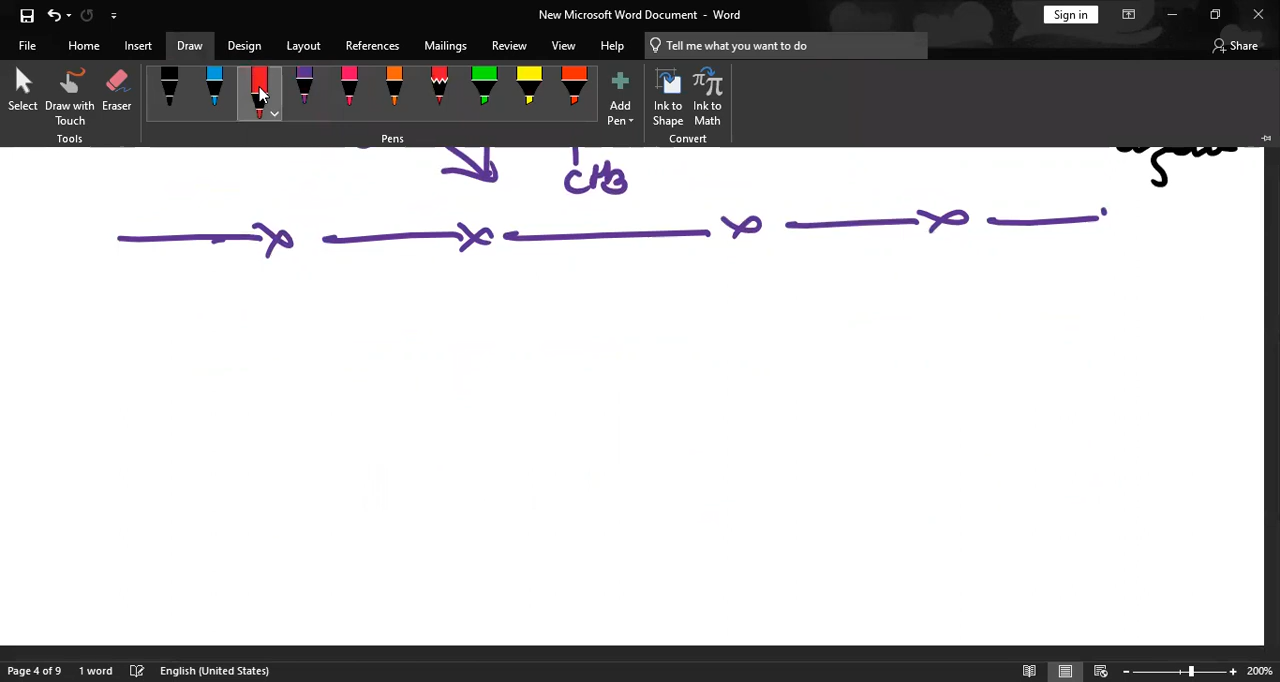 New Microsoft Word Document - Word
Sign in
File Home Insert Draw Design Layout References Mailings Review View Help Tell me what you want to do Share
Select Draw with Touch Eraser Add Pen Ink to Shape Ink to Math
Tools Pens Convert
CH3
Page 4 of 9 1 word English (United States) 200%